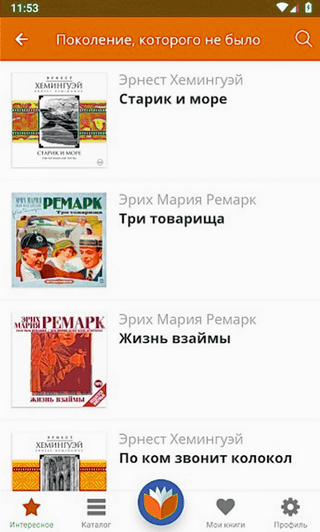 11:53
Поколение, которого не было
ЭРНЕСТ
ХЕМИНГУЭЙ
СТАРИК И МОРЕ
Эрнест Хемингуэй
Старик и море
ЭРИХ МАРИЯ
РЕМАРК
Три товарища
Эрих Мария Ремарк
Три товарища
ЭРИХ
МАРИЯ
РЕМАРК
ЖИЗНЬ ВЗАЙМЫ
Эрих Мария Ремарк
Жизнь взаймы
ЭРНЕСТ
ХЕМИНГУЭЙ
Эрнест Хемингуэй
По ком звонит колокол
Интересное
Каталог
Мои книги
Профиль